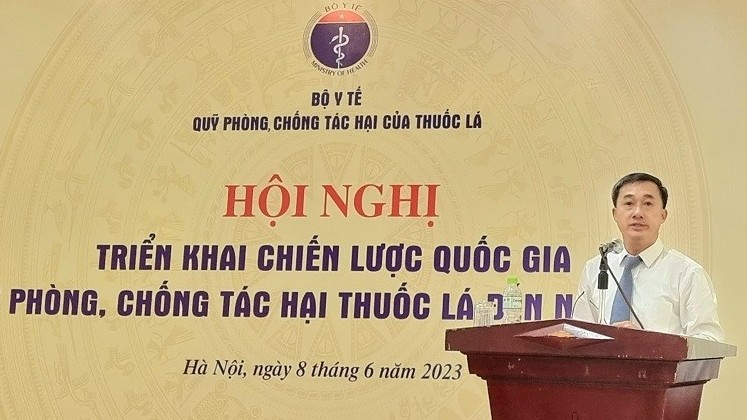 BỘ Y TẾ
MINISTRY OF HEALTH
BỘ Y TẾ
QUỸ PHÒNG, CHỐNG TÁC HẠI CỦA THUỐC LÁ
HỘI NGHỊ
TRIỂN KHAI CHIẾN LƯỢC QUỐC GIA
PHÒNG, CHỐNG TÁC HẠI THUỐC LÁ
Hà Nội, ngày 8 tháng 6 năm 2023